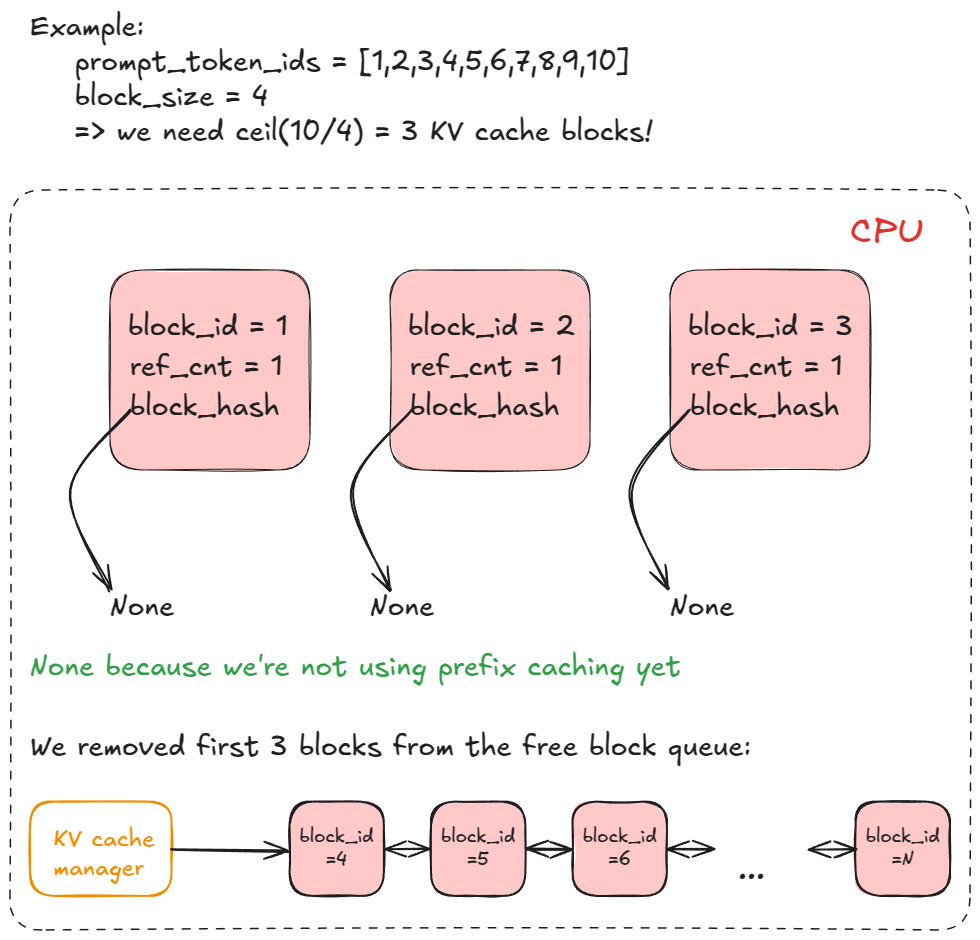 Example:
prompt_token_ids = [1,2,3,4,5,6,7,8,9,10]
block_size = 4
=> we need ceil(10/4) = 3 KV cache blocks!
CPU
block_id = 1
ref_cnt = 1
block_hash
block_id = 2
ref_cnt = 1
block_hash
block_id = 3
ref_cnt = 1
block_hash
None
None
None
None because we're not using prefix caching yet
We removed first 3 blocks from the free block queue:
KV cache
manager
block_id
=4
block_id
=5
block_id
=6
...
block_id
=N